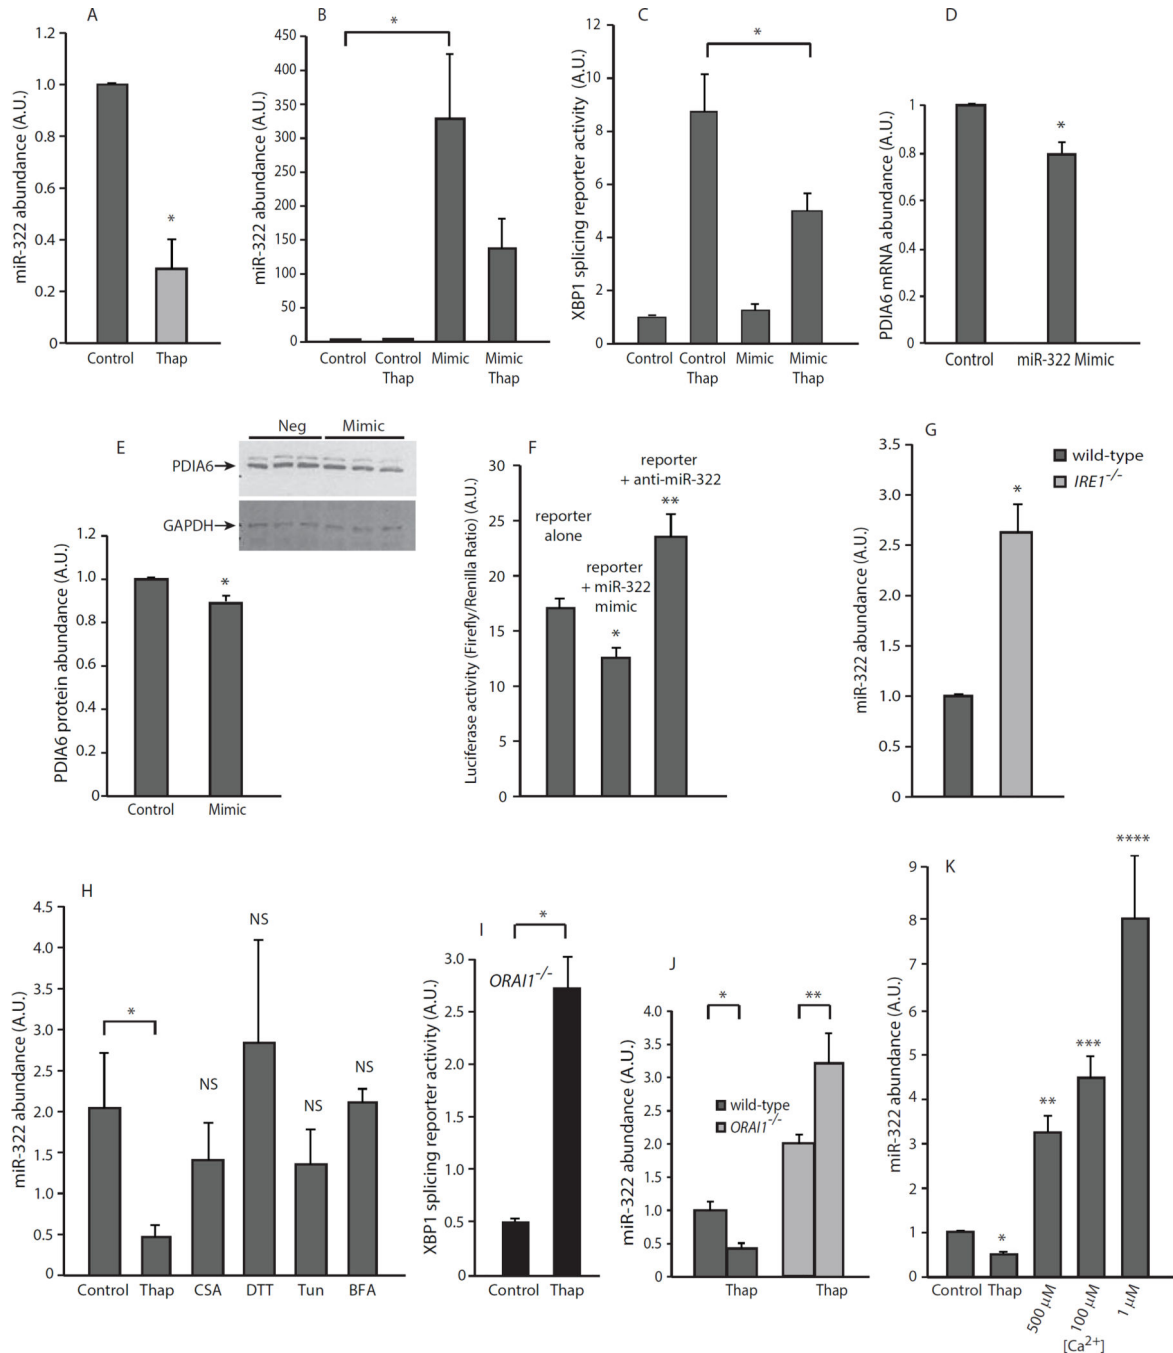 A
miR-322 abundance (A.U.)
1.2
1.0
0.8
0.6
0.4
0.2
0
*
Control
Thap
B
miR-322 abundance (A.U.)
450
400
350
300
250
200
150
100
50
0
*
Control
Control
Thap
Mimic
Mimic
Thap
C
XBP1 splicing reporter activity (A.U.)
12
10
8
6
4
2
0
*
Control
Control
Thap
Mimic
Mimic
Thap
D
PDIA6 mRNA abundance (A.U.)
1
0.8
0.6
0.4
0.2
0
*
Control
miR-322 Mimic
E
Neg
Mimic
PDIA6
GAPDH
PDIA6 protein abundance (A.U.)
1.2
1.0
0.8
0.6
0.4
0.2
0
*
Control
Mimic
F
Luciferase activity (Firefly/Renilla Ratio) (A.U.)
30
25
20
15
10
5
0
reporter
alone
reporter
+ miR-322
mimic
*
reporter
+ anti-miR-322
**
G
wild-type
IRE1-/-
miR-322 abundance (A.U.)
3.5
3.0
2.5
2.0
1.0
0.5
0
*
H
miR-322 abundance (A.U.)
4.5
4.0
3.5
3.0
2.5
2.0
1.5
1.0
0.5
0
*
NS
NS
NS
NS
Control
Thap
CSA
DTT
Tun
BFA
I
XBP1 splicing reporter activity (A.U.)
3.0
2.5
2.0
1.5
1.0
0.5
0
*
ORAI1-/-
Control
Thap
J
miR-322 abundance (A.U.)
4.0
3.5
3.0
2.5
2.0
1.5
1.0
0.5
0
*
**
wild-type
ORAI1-/-
Thap
Thap
K
miR-322 abundance (A.U.)
9
8
7
6
5
4
3
2
1
0
*
**
***
****
Control
Thap
500 μM
100 μM
1 μM
[Ca2+]